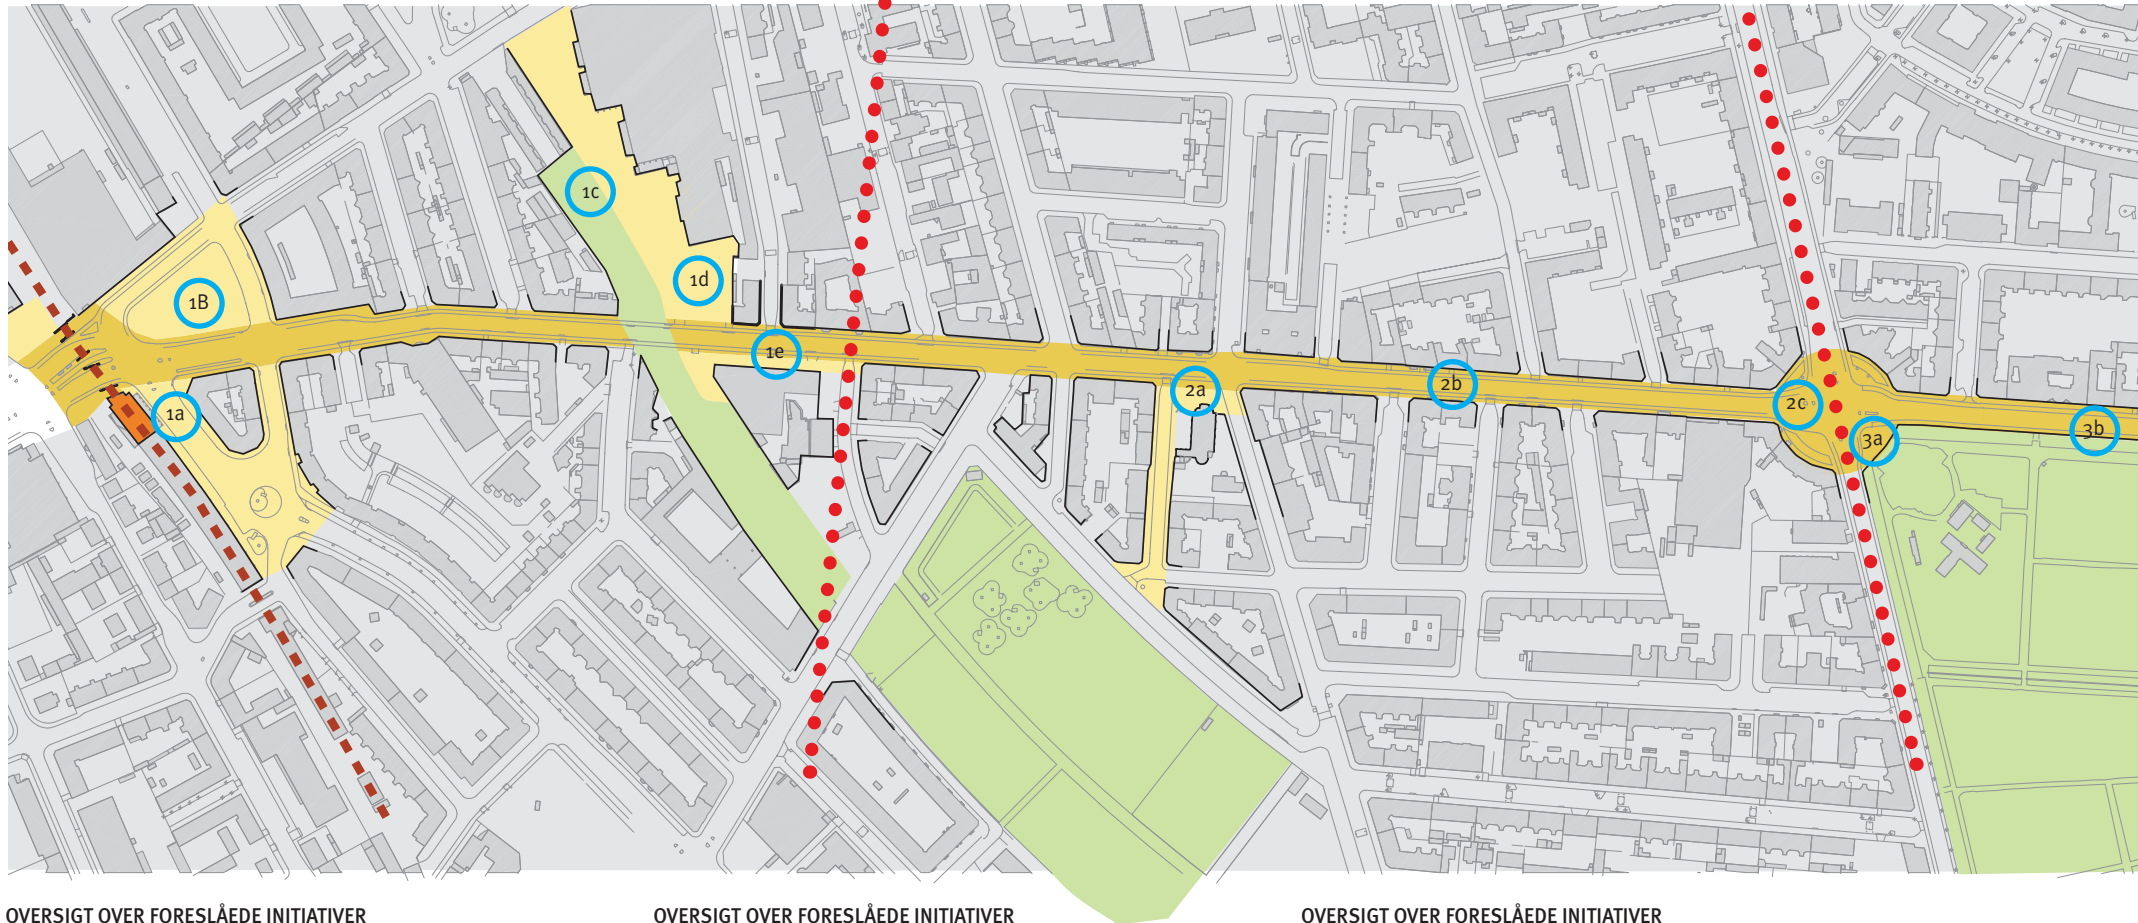 1c
1d
1B
1e
1a
2a
2b
2c
3a
3b
OVERSIGT OVER FORESLÅEDE INITIATIVER
OVERSIGT OVER FORESLÅEDE INITIATIVER
OVERSIGT OVER FORESLÅEDE INITIATIVER